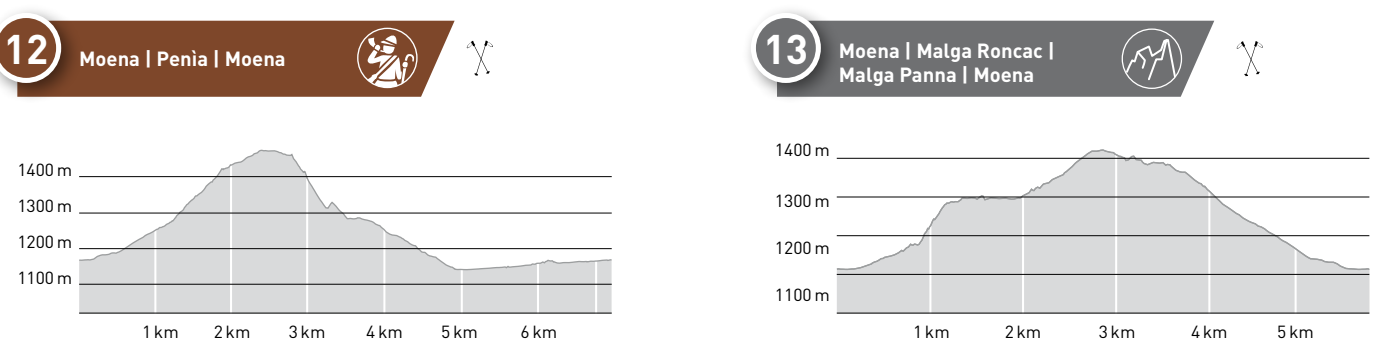 12
Moena | Penìa | Moena
1400 m
1300 m
1200 m
1100 m
1 km 2 km 3 km 4 km 5 km 6 km
13
Moena | Malga Roncac |
Malga Panna | Moena
1400 m
1300 m
1200 m
1100 m
1 km 2 km 3 km 4 km 5 km